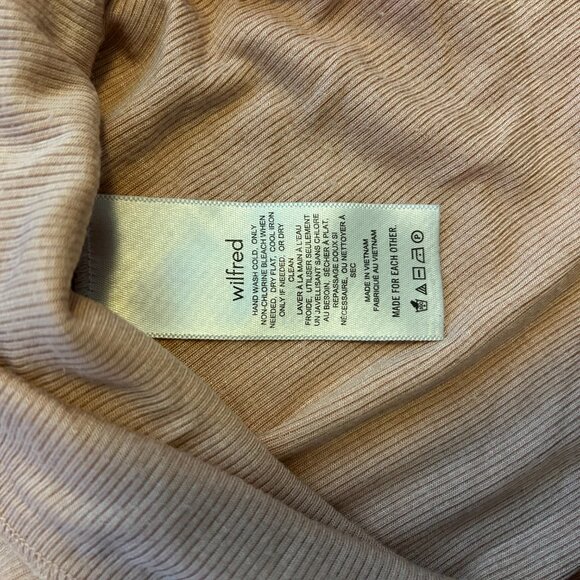 wilfred
HAND WASH COLD, ONLY
NON-CHLORINE BLEACH WHEN
NEEDED, DRY FLAT, COOL IRON
ONLY IF NEEDED, OR DRY
CLEAN
LAVER À LA MAIN À L'EAU
FROIDE, UTILISER SEULEMENT
UN JAVELLISANT SANS CHLORE
AU BESOIN, SÉCHER À PLAT,
REPASSAGE DOUX SI
NÉCESSAIRE, OU NETTOYER À
SEC
MADE IN VIETNAM
FABRIQUÉ AU VIETNAM
MADE FOR EACH OTHER.